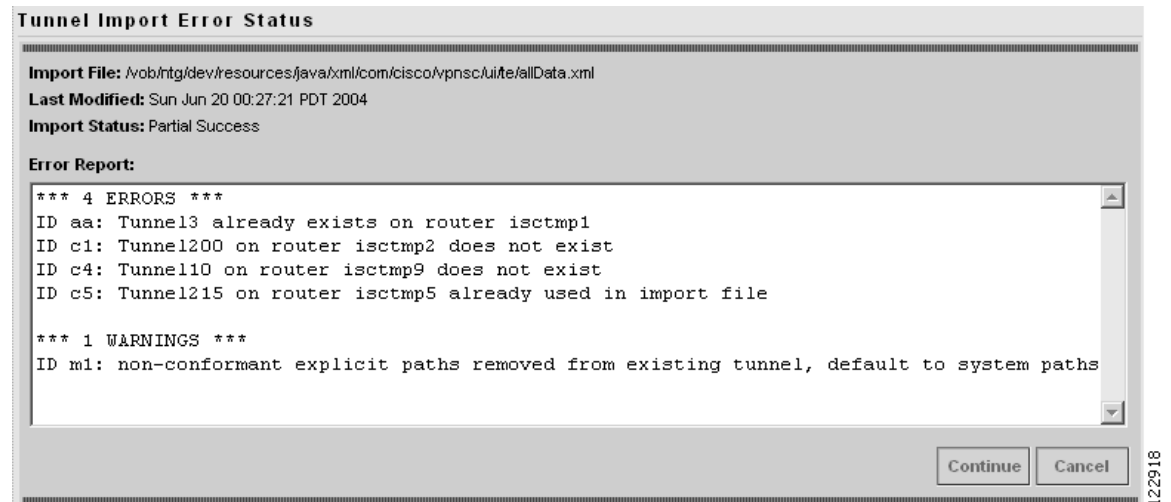 Tunnel Import Error Status
Import File: /vob/ntg/dev/resources/java/xml/com/cisco/vpnsc/ui/te/allData.xml
Last Modified: Sun Jun 20 00:27:21 PDT 2004
Import Status: Partial Success
Error Report:
*** 4 ERRORS ***
ID aa: Tunnel3 already exists on router isctmp1
ID c1: Tunnel200 on router isctmp2 does not exist
ID c4: Tunnel10 on router isctmp9 does not exist
ID c5: Tunnel215 on router isctmp5 already used in import file
*** 1 WARNINGS ***
ID m1: non-conformant explicit paths removed from existing tunnel, default to system paths
Continue Cancel
122918